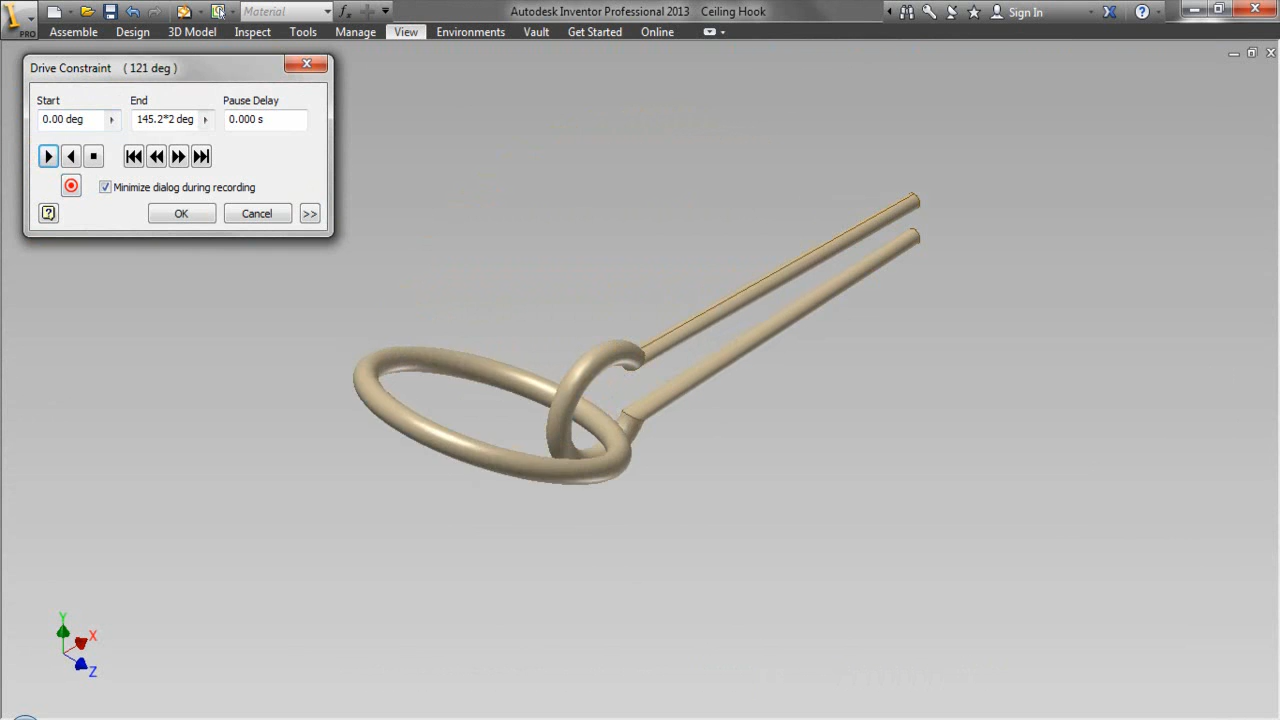 Material
Autodesk Inventor Professional 2013 Ceiling Hook
Sign In
PRO
Assemble Design 3D Model Inspect Tools Manage View Environments Vault Get Started Online
Drive Constraint ( 121 deg )
Start End Pause Delay
0.00 deg 145.2*2 deg 0.000 s
Minimize dialog during recording
OK Cancel >>
Y
X
Z